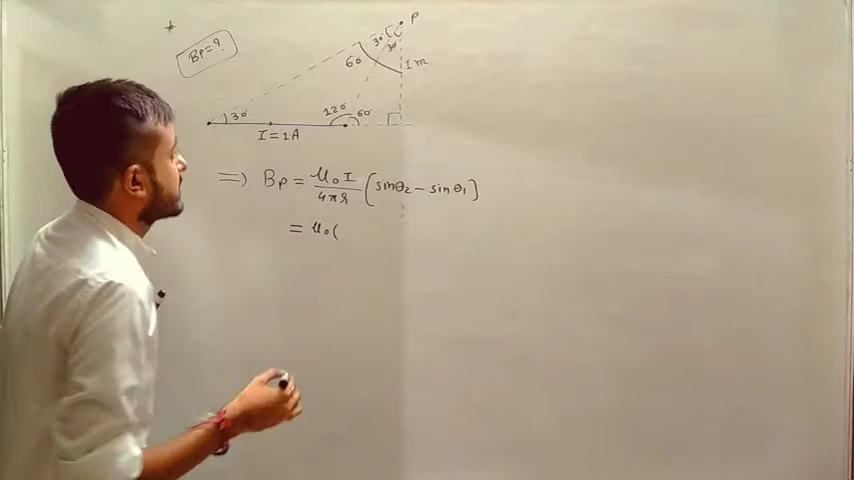 *
Bp=?
P
30°
30°
60
1m
30°
120°
60°
I=1A
=> Bp = μ₀I/4πr (sinθ₂ - sinθ₁)
= μ₀(